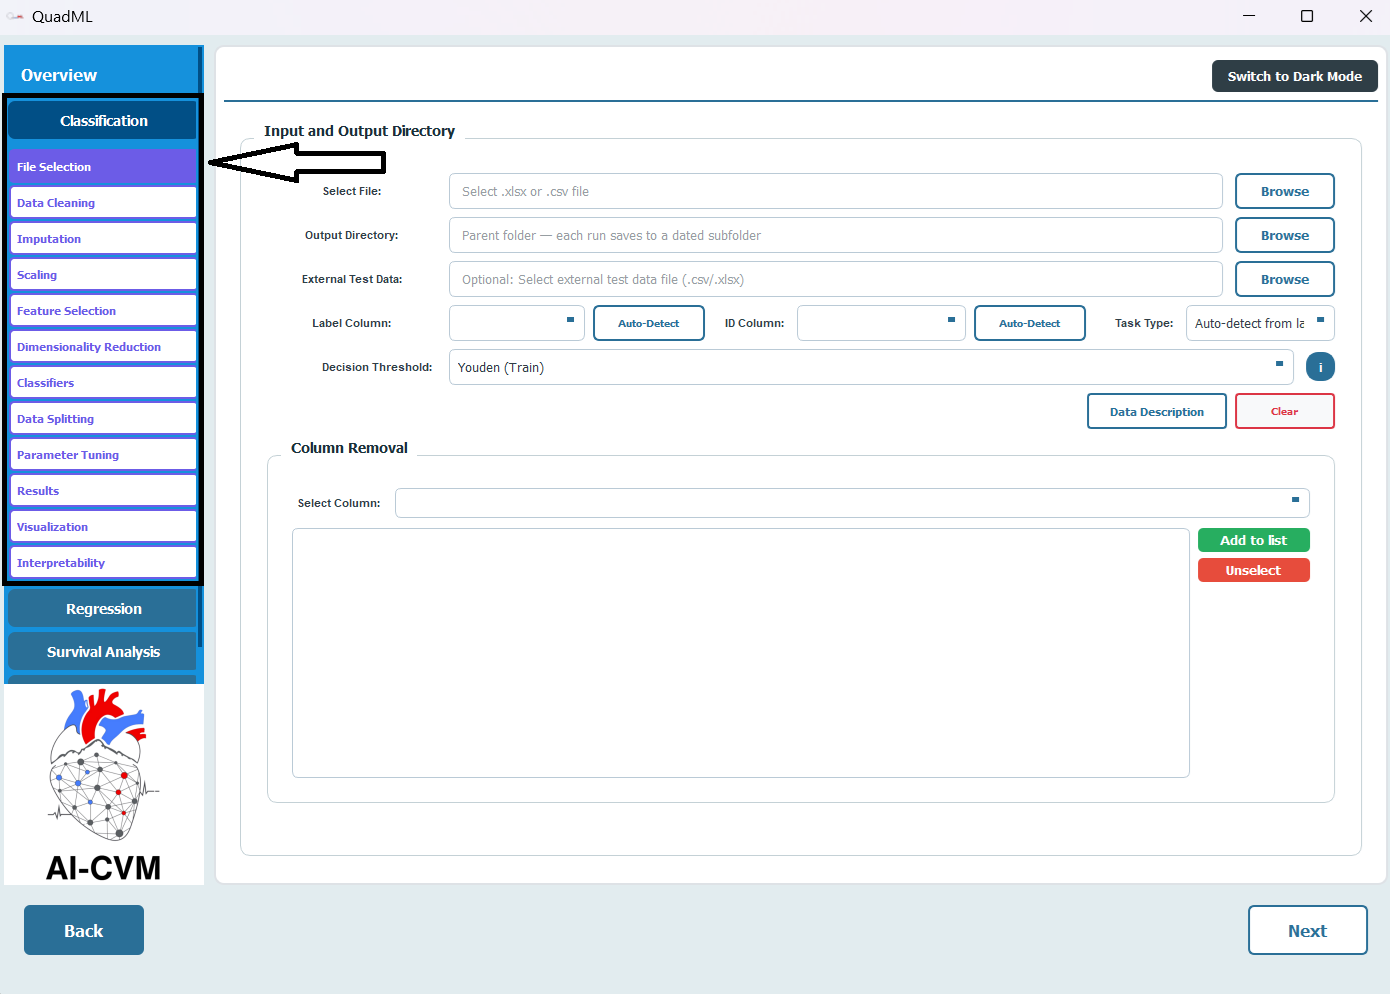 QuadML
Overview
Switch to Dark Mode
Classification
File Selection
Data Cleaning
Imputation
Scaling
Feature Selection
Dimensionality Reduction
Classifiers
Data Splitting
Parameter Tuning
Results
Visualization
Interpretability
Regression
Survival Analysis
AI-CVM
Input and Output Directory
Select File: Select .xlsx or .csv file Browse
Output Directory: Parent folder — each run saves to a dated subfolder Browse
External Test Data: Optional: Select external test data file (.csv/.xlsx) Browse
Label Column: Auto-Detect ID Column: Auto-Detect Task Type: Auto-detect from la
Decision Threshold: Youden (Train) i
Data Description Clear
Column Removal
Select Column:
Add to list
Unselect
Back Next